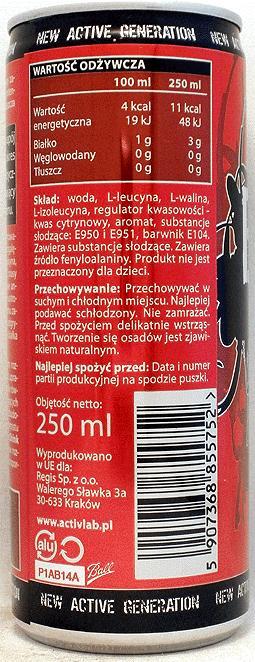 NEW ACTIVE GENERATION NEW
WARTOŚĆ ODŻYWCZA
100 ml 250 ml
Wartość energetyczna 4 kcal 11 kcal
19 kJ 48 kJ
Białko 1 g 3 g
Węglowodany 0 g 0 g
Tłuszcz 0 g 0 g
Skład: woda, L-leucyna, L-walina,
L-izoleucyna, regulator kwasowości -
kwas cytrynowy, aromat, substancje
słodzące: E950 i E951, barwnik E104.
Zawiera substancje słodzące. Zawiera
źródło fenyloalaniny. Produkt nie jest
przeznaczony dla dzieci.
Przechowywanie: Przechowywać w
suchym i chłodnym miejscu. Najlepiej
podawać schłodzony. Nie zamrażać.
Przed spożyciem delikatnie wstrząs-
nąć. Tworzenie się osadów jest zjawi-
skiem naturalnym.
Najlepiej spożyć przed: Data i numer
partii produkcyjnej na spodzie puszki.
Objętość netto:
250 ml
Wyprodukowano
w UE dla:
Regis Sp. z o.o.
Walerego Sławka 3a
30-633 Kraków
www.activlab.pl
alu
P1AB14A
Ball
5 907368 855752 >
NEW ACTIVE GENERATION NEW